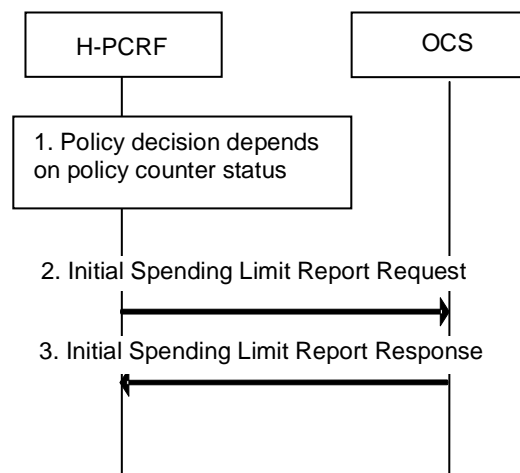 H-PCRF
OCS
1. Policy decision depends
on policy counter status
2. Initial Spending Limit Report Request
3. Initial Spending Limit Report Response